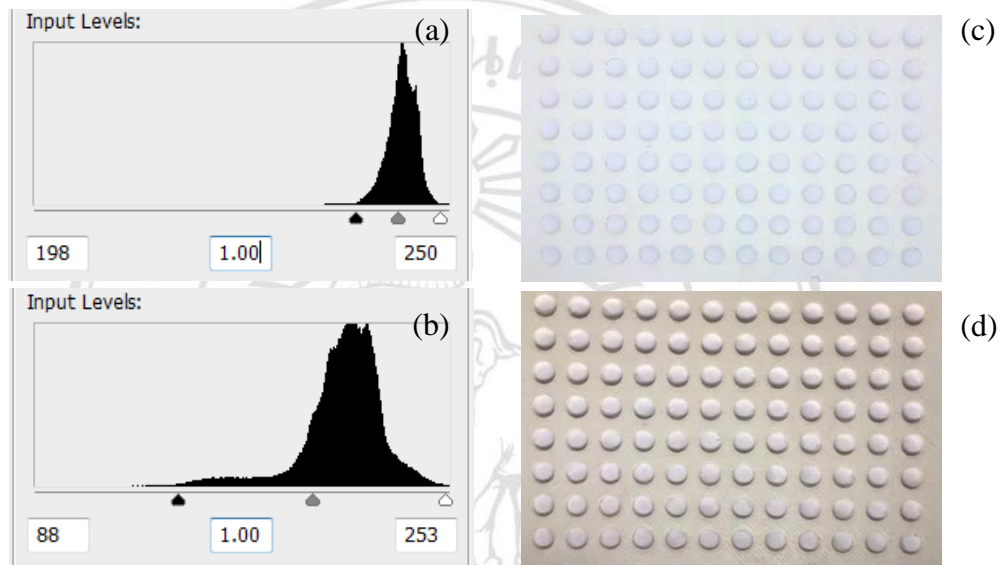 Input Levels:
(a)
198 1.00 250
(c)
Input Levels:
(b)
88 1.00 253
(d)